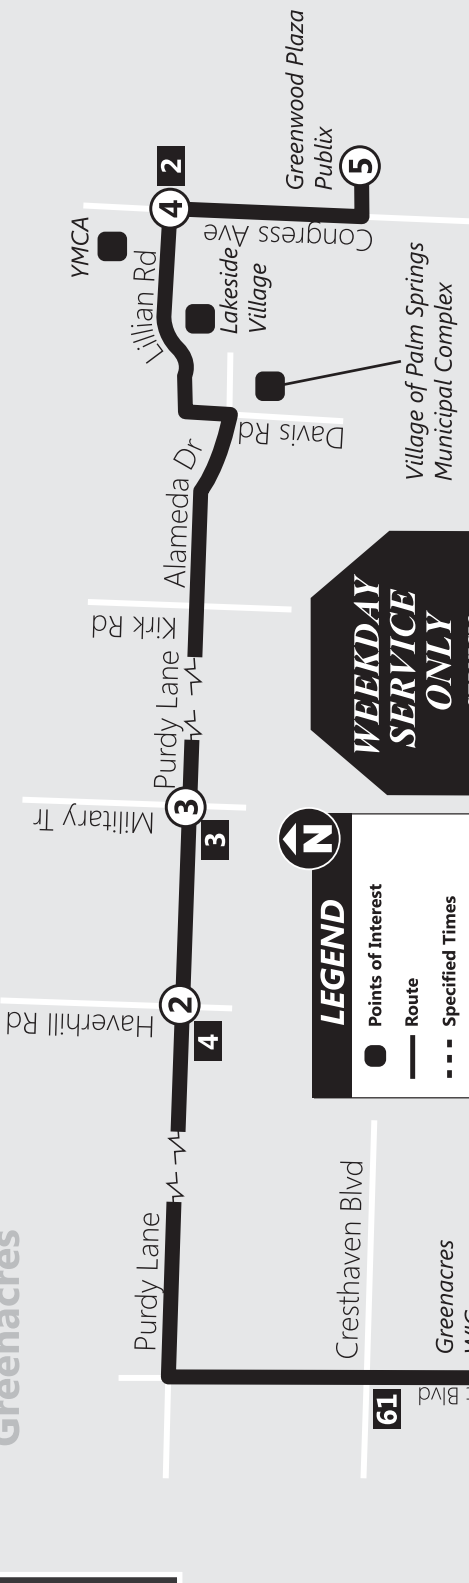 Greenacres
YMCA
Lillian Rd
4
2
Greenwood Plaza
Publix
5
Congress Ave
Lakeside
Village
Village of Palm Springs
Municipal Complex
Davis Rd
Alameda Dr
Kirk Rd
Purdy Lane
Military Tr
3
3
Haverhill Rd
2
4
Purdy Lane
Cresthaven Blvd
61
Blvd
Greenacres
WEEKDAY
SERVICE
ONLY
N
LEGEND
Points of Interest
Route
Specified Times